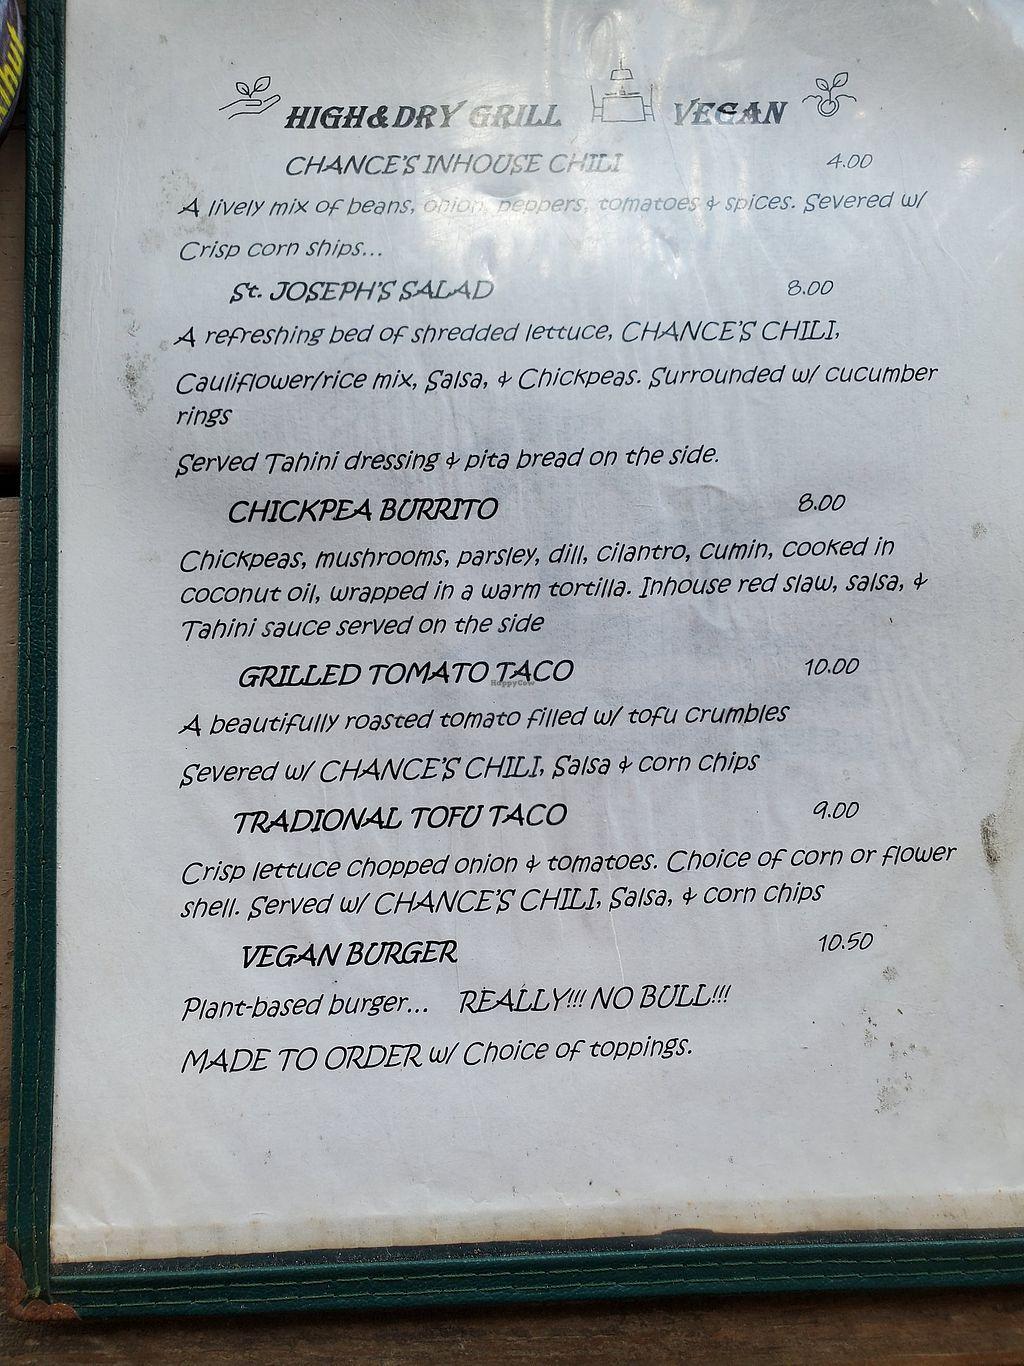 HIGH&DRY GRILL VEGAN
CHANCE'S INHOUSE CHILI 4.00
A lively mix of beans, onion, peppers, tomatoes & spices. Severed w/
Crisp corn ships...
St. JOSEPH'S SALAD 8.00
A refreshing bed of shredded lettuce, CHANCE'S CHILI,
Cauliflower/rice mix, Salsa, & Chickpeas. Surrounded w/ cucumber
rings
Served Tahini dressing & pita bread on the side.
CHICKPEA BURRITO 8.00
Chickpeas, mushrooms, parsley, dill, cilantro, cumin, cooked in
coconut oil, wrapped in a warm tortilla. Inhouse red slaw, salsa, &
Tahini sauce served on the side
GRILLED TOMATO TACO 10.00
HappyCow
A beautifully roasted tomato filled w/ tofu crumbles
Severed w/ CHANCE'S CHILI, Salsa & corn chips
TRADIONAL TOFU TACO 9.00
Crisp lettuce chopped onion & tomatoes. Choice of corn or flower
shell. Served w/ CHANCE'S CHILI, Salsa, & corn chips
VEGAN BURGER 10.50
Plant-based burger... REALLY!!! NO BULL!!!
MADE TO ORDER w/ Choice of toppings.